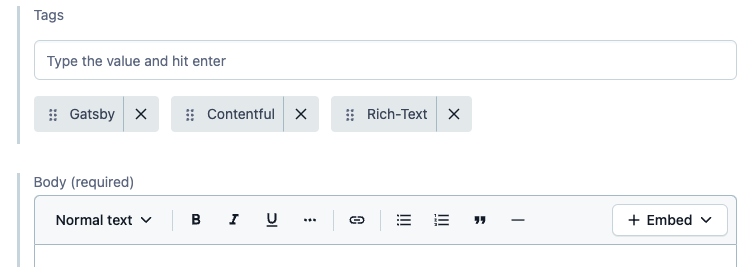 Tags
Type the value and hit enter
Gatsby Contentful Rich-Text
Body (required)
Normal text B I U Embed